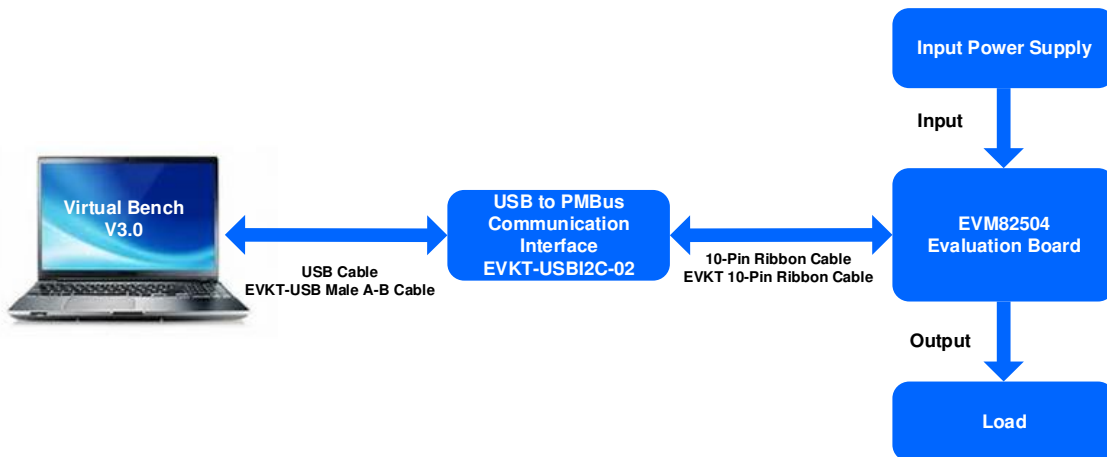 Input Power Supply
Input
Virtual Bench
V3.0
USB to PMBus
Communication
Interface
EVKT-USBI2C-02
EVM82504
Evaluation Board
USB Cable
EVKT-USB Male A-B Cable
10-Pin Ribbon Cable
EVKT 10-Pin Ribbon Cable
Output
Load